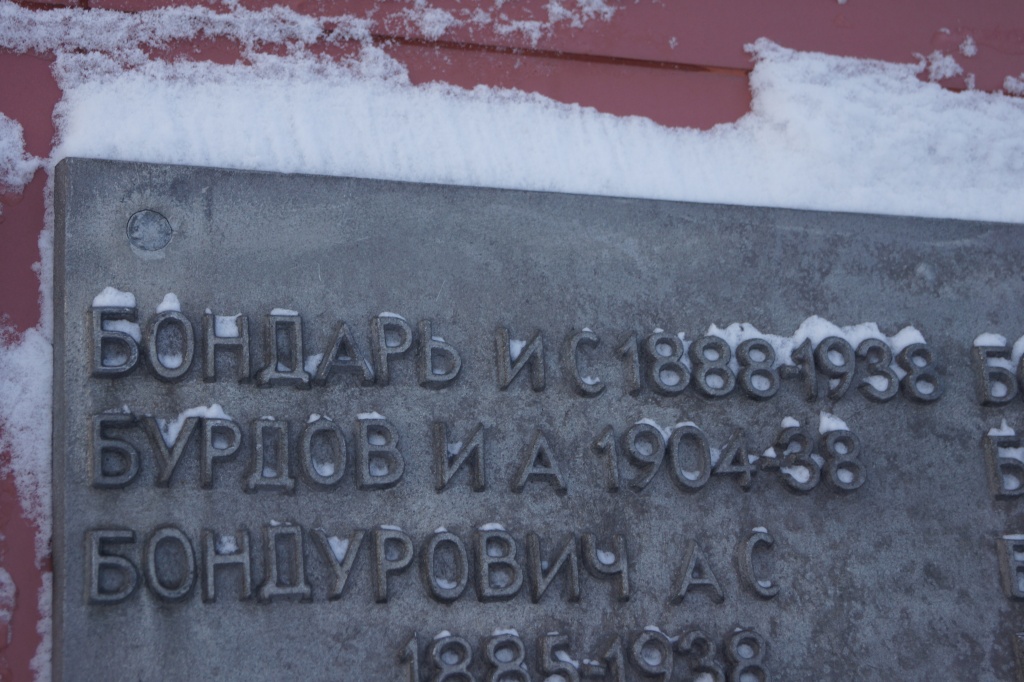 БОНДАРЬ И С 1888-1938
БУРДОВ И А 1904-38
БОНДУРОВИЧ А С
1885-1938